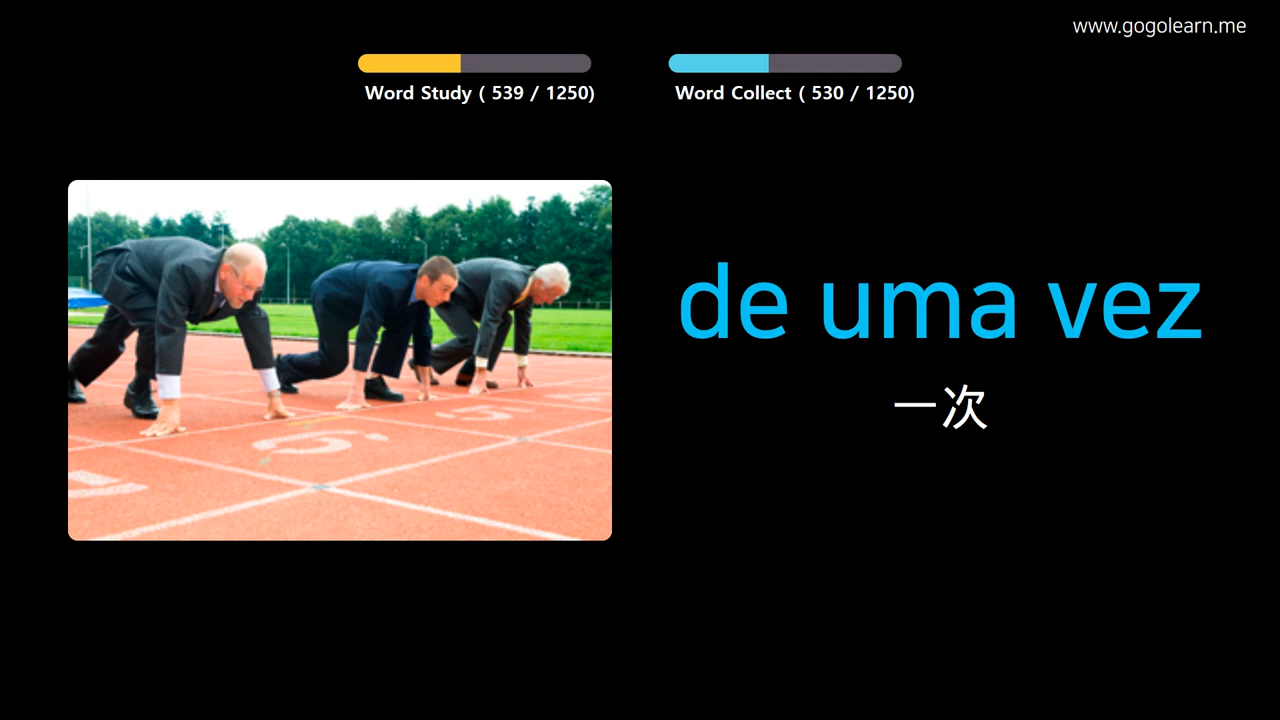 www.gogolearn.me
Word Study ( 539 / 1250)
Word Collect ( 530 / 1250)
de uma vez
一次